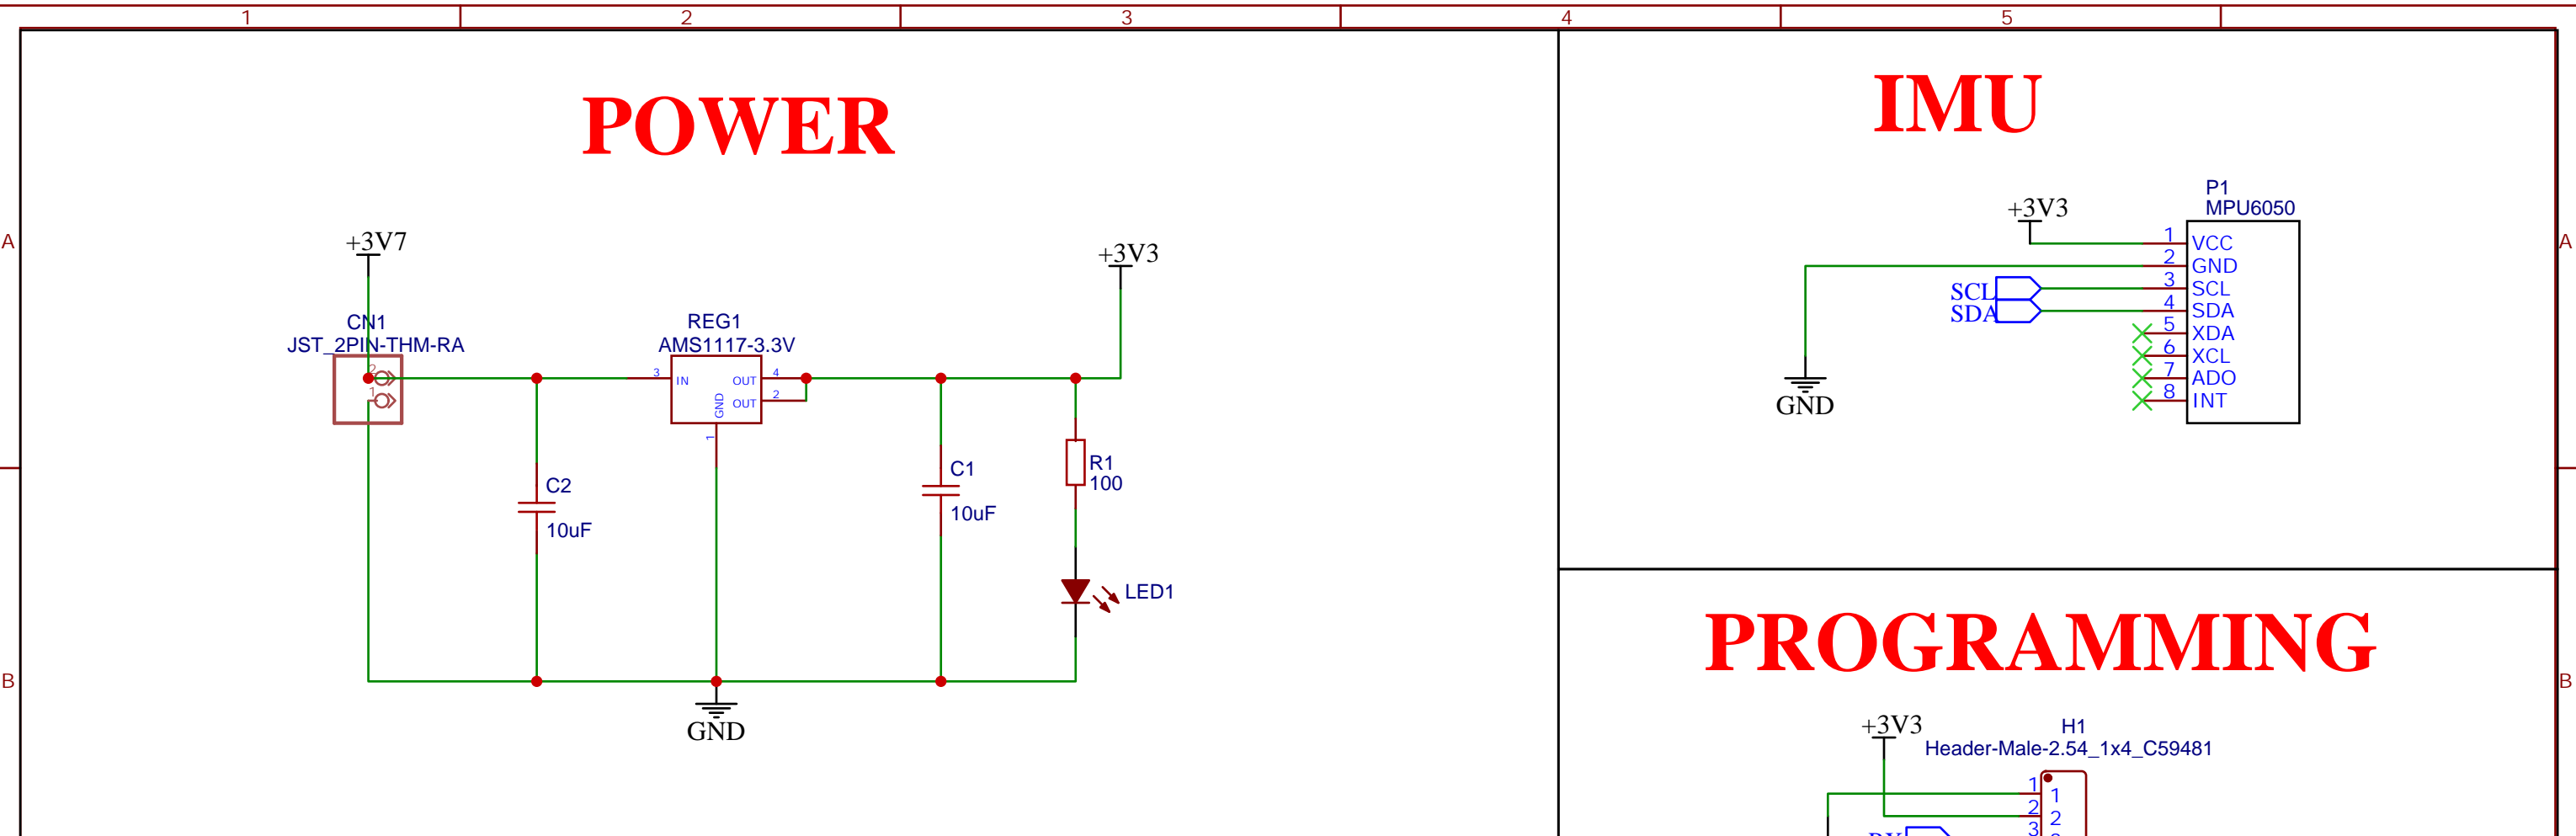 1 2 3 4 5
POWER
IMU
P1
MPU6050
+3V3
1 VCC
2 GND
3 SCL
4 SDA
5 XDA
6 XCL
7 ADO
8 INT
SCL
SDA
GND
A
A
+3V7
+3V3
CN1
JST_2PIN-THM-RA
2
1
REG1
AMS1117-3.3V
3 IN
OUT 4
OUT 2
GND
1
C2
10uF
C1
10uF
R1
100
LED1
GND
B
B
PROGRAMMING
+3V3
H1
Header-Male-2.54_1x4_C59481
1 1
2 2
3